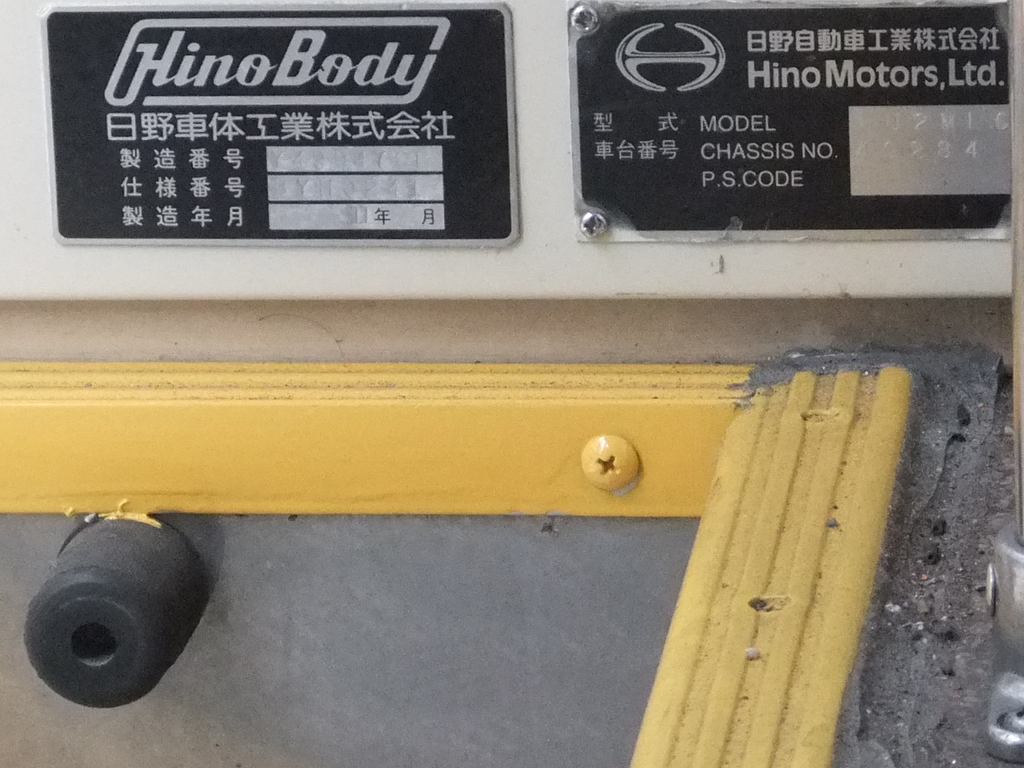 Hino Body
日野車体工業株式会社
製造番号
仕様番号
製造年月 年 月
日野自動車工業株式会社
Hino Motors, Ltd.
型式 MODEL
車台番号 CHASSIS NO.
P.S.CODE